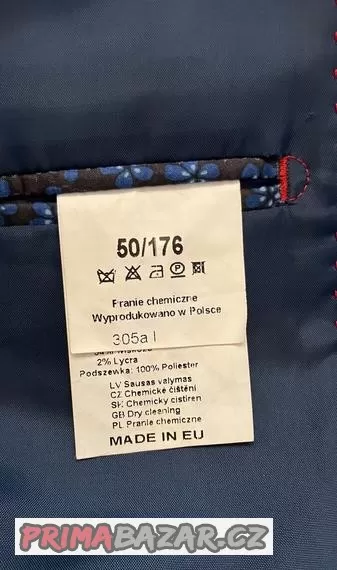 50/176
Pranie chemiczne
Wyprodukowano w Polsce
305a I
2% Lycra
Podszewka: 100% Poliester
LV Sausas valymas
CZ Chemické čištění
SK Chemicky cistiren
GB Dry cleaning
PL Pranie chemiczne
MADE IN EU
PRIMABAZAR.CZ